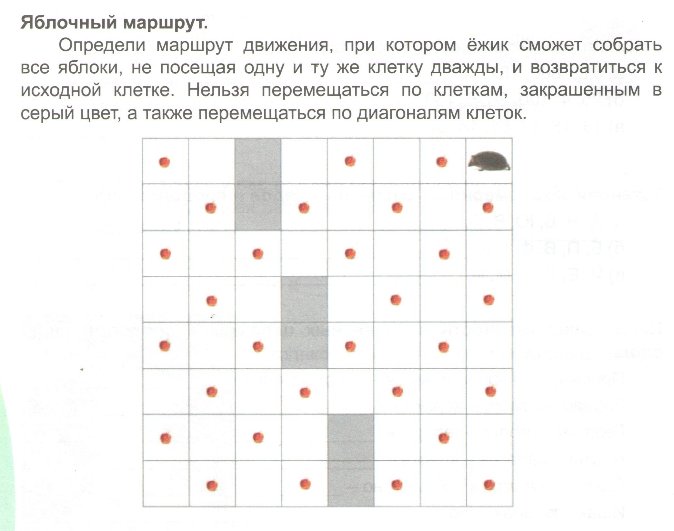 Яблочный маршрут.
Определи маршрут движения, при котором ёжик сможет собрать
все яблоки, не посещая одну и ту же клетку дважды, и возвратиться к
исходной клетке. Нельзя перемещаться по клеткам, закрашенным в
серый цвет, а также перемещаться по диагоналям клеток.